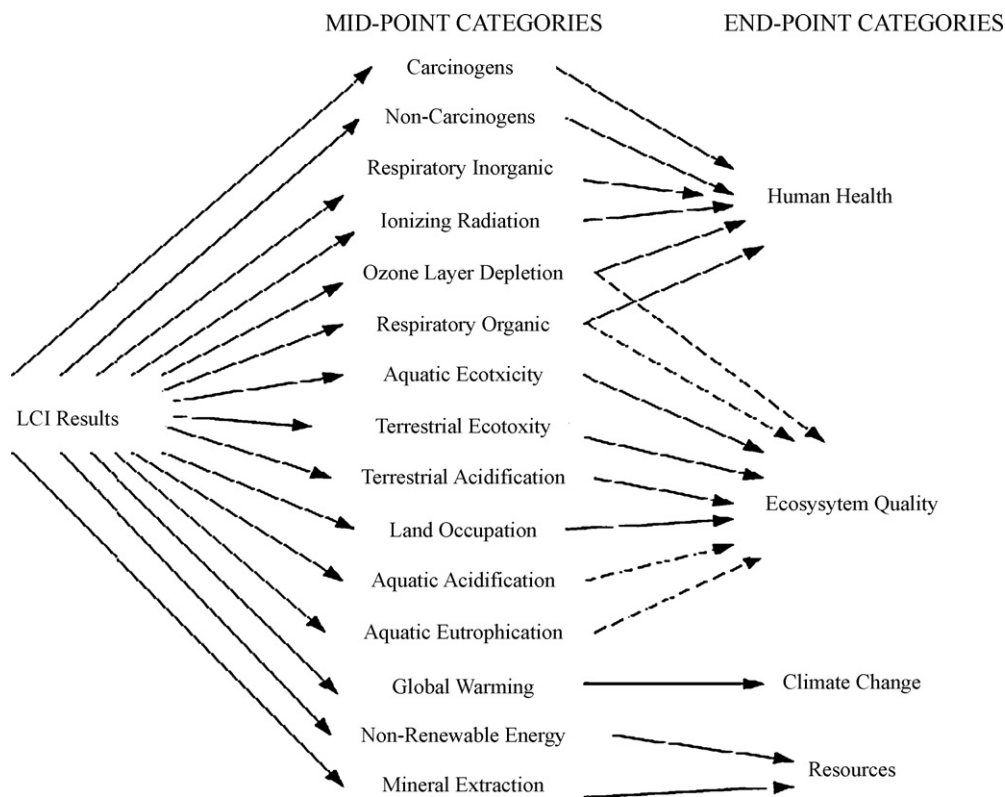 MID-POINT CATEGORIES
END-POINT CATEGORIES
Carcinogens
Non-Carcinogens
Respiratory Inorganic
Human Health
Ionizing Radiation
Ozone Layer Depletion
Respiratory Organic
Aquatic Ecotxicity
LCI Results
Terrestrial Ecotoxity
Terrestrial Acidification
Ecosysytem Quality
Land Occupation
Aquatic Acidification
Aquatic Eutrophication
Global Warming
Climate Change
Non-Renewable Energy
Resources
Mineral Extraction